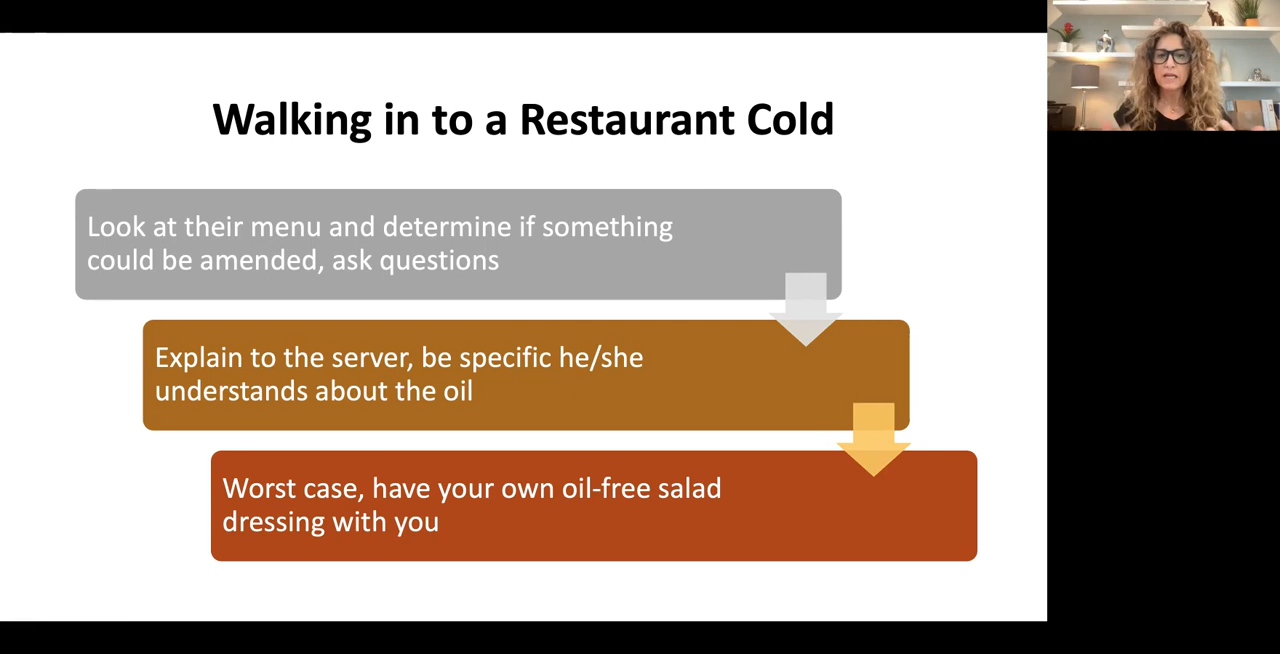 Walking in to a Restaurant Cold
Look at their menu and determine if something
could be amended, ask questions
Explain to the server, be specific he/she
understands about the oil
Worst case, have your own oil-free salad
dressing with you